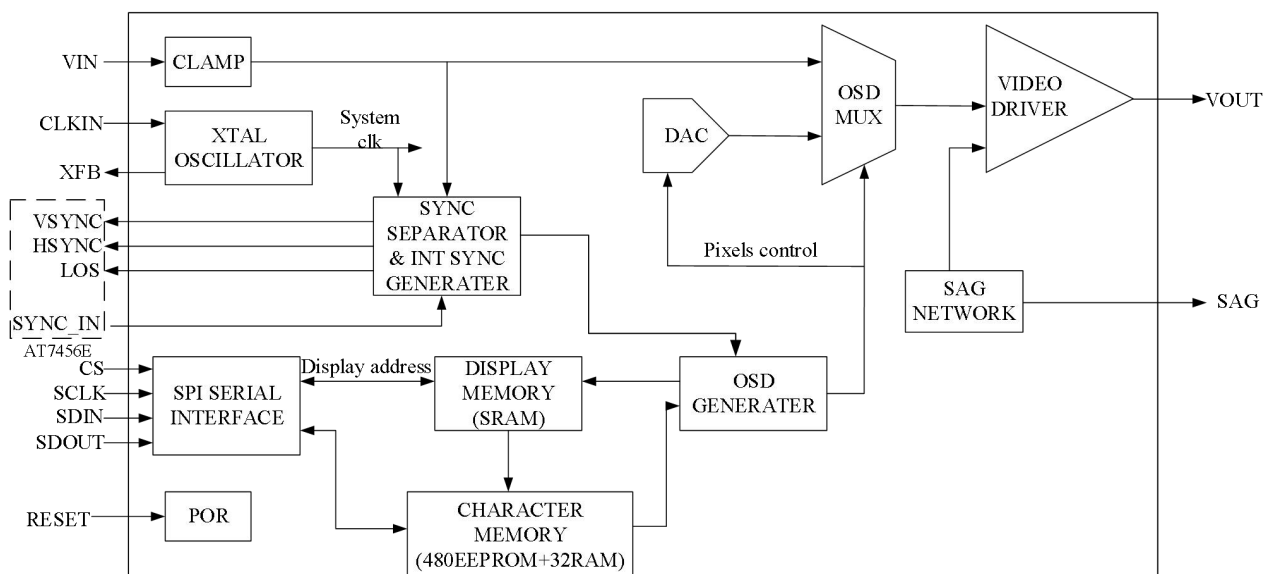 VIN
CLAMP
CLKIN
XTAL
OSCILLATOR
System
clk
XFB
VSYNC
HSYNC
LOS
SYNC_IN
AT7456E
SYNC
SEPARATOR
& INT SYNC
GENERATER
DAC
OSD
MUX
VIDEO
DRIVER
VOUT
Pixels control
SAG
NETWORK
SAG
CS
SCLK
SDIN
SDOUT
SPI SERIAL
INTERFACE
Display address
DISPLAY
MEMORY
(SRAM)
OSD
GENERATER
RESET
POR
CHARACTER
MEMORY
(480EEPROM+32RAM)